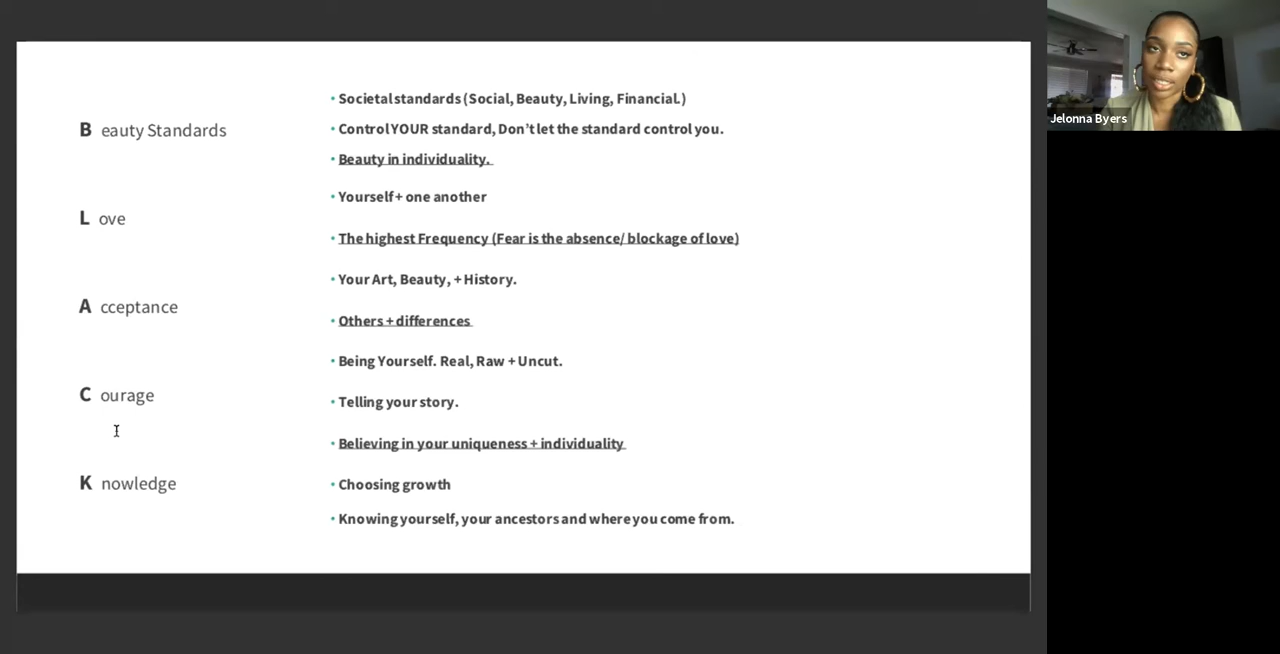 B eauty Standards
• Societal standards (Social, Beauty, Living, Financial.)
• Control YOUR standard, Don't let the standard control you.
• Beauty in individuality.
L ove
• Yourself + one another
• The highest Frequency (Fear is the absence/ blockage of love)
A cceptance
• Your Art, Beauty, + History.
• Others + differences
C ourage
• Being Yourself. Real, Raw + Uncut.
• Telling your story.
• Believing in your uniqueness + individuality
K nowledge
• Choosing growth
• Knowing yourself, your ancestors and where you come from.
Jelonna Byers